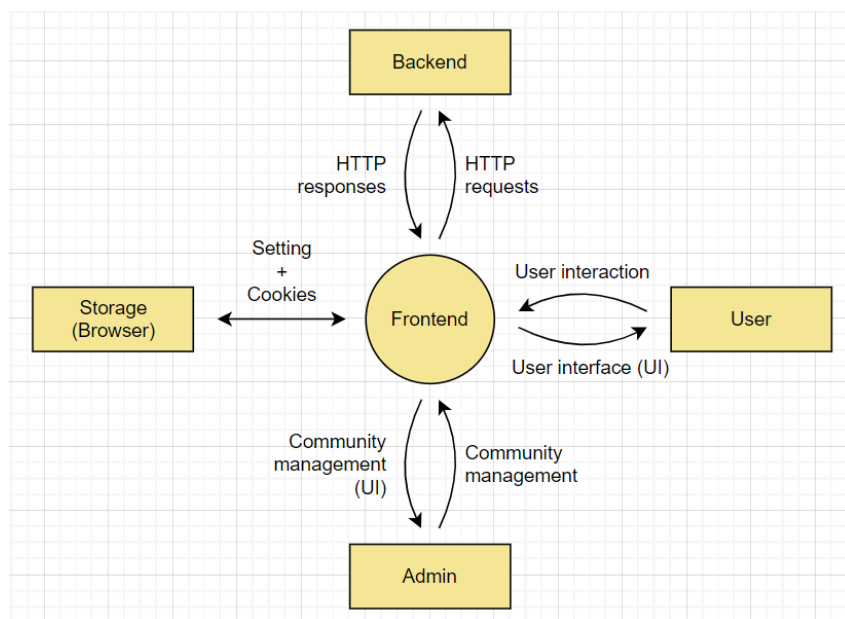 Backend
HTTP
responses
HTTP
requests
Setting
+
Cookies
Storage
(Browser)
Frontend
User interaction
User
User interface (UI)
Community
management
(UI)
Community
management
Admin